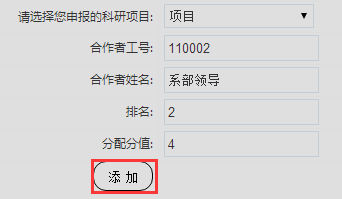 请选择您申报的科研项目: 项目
合作者工号: 110002
合作者姓名: 系部领导
排名: 2
分配分值: 4
添 加